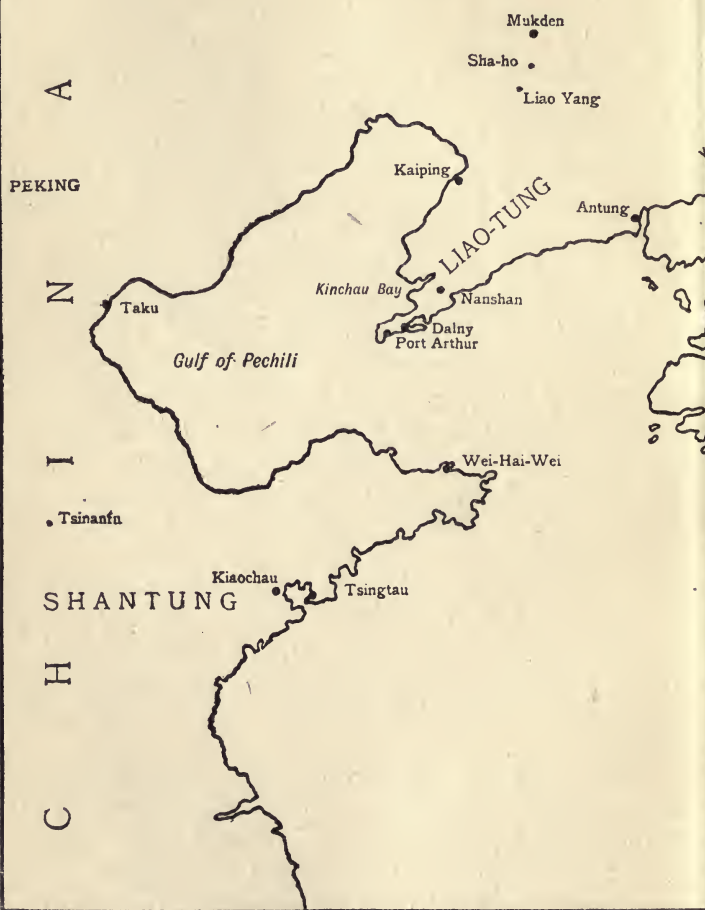 Mukden
Sha-ho
Liao Yang
PEKING
Kaiping
LIAO-TUNG
Antung
Kinchau Bay
Nanshan
Taku
Dalny
Port Arthur
Gulf of Pechili
Wei-Hai-Wei
Tsinanfu
Kiaochau
Tsingtau
SHANTUNG
CHINA